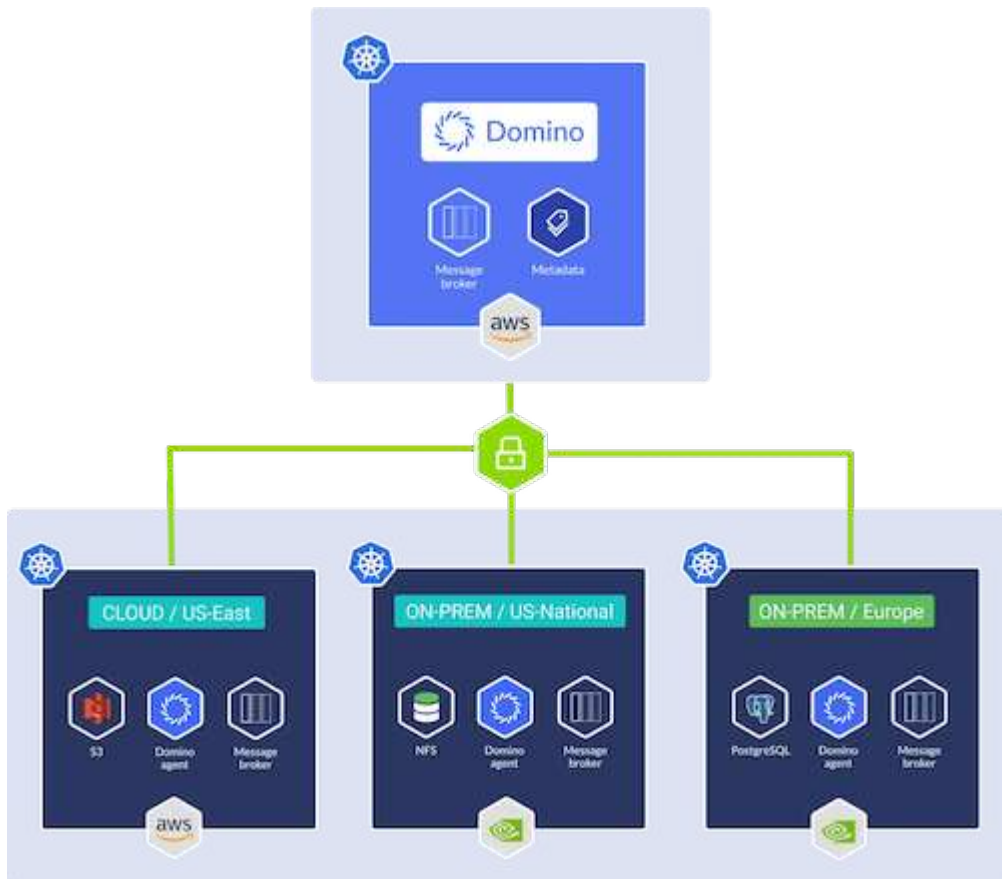 Domino
Message
broker
Metadata
aws
CLOUD / US-East
ON-PREM / US-National
ON-PREM / Europe
S3
Domino
agent
Message
broker
NFS
Domino
agent
Message
broker
PostgreSQL
Domino
agent
Message
broker
aws